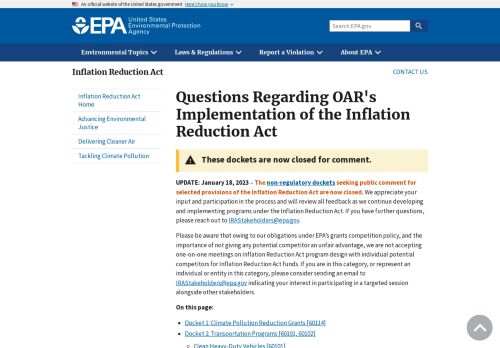 An official website of the United States government Here's how you know
EPA United States
Environmental Protection
Agency
Search EPA.gov
Environmental Topics Laws & Regulations Report a Violation About EPA
Inflation Reduction Act
CONTACT US
Inflation Reduction Act
Home
Advancing Environmental
Justice
Delivering Cleaner Air
Tackling Climate Pollution
Questions Regarding OAR's
Implementation of the Inflation
Reduction Act
These dockets are now closed for comment.
UPDATE: January 18, 2023 – The non-regulatory dockets seeking public comment for
selected provisions of the Inflation Reduction Act are now closed. We appreciate your
input and participation in the process and will review all feedback as we continue developing
and implementing programs under the Inflation Reduction Act. If you have further questions,
please reach out to IRAStakeholders@epa.gov.
Please be aware that owing to our obligations under EPA's grants competition policy, and the
importance of not giving any potential competitor an unfair advantage, we are not accepting
one-on-one meetings on Inflation Reduction Act program design with individual potential
competitors for Inflation Reduction Act funds. If you are in this category, or represent an
individual or entity in this category, please consider sending an email to
IRAStakeholders@epa.gov indicating your interest in participating in a targeted session
alongside other stakeholders.
On this page:
Docket 1: Climate Pollution Reduction Grants [60114]
Docket 2: Transportation Programs [60101, 60102]
Clean Heavy-Duty Vehicles [60101]